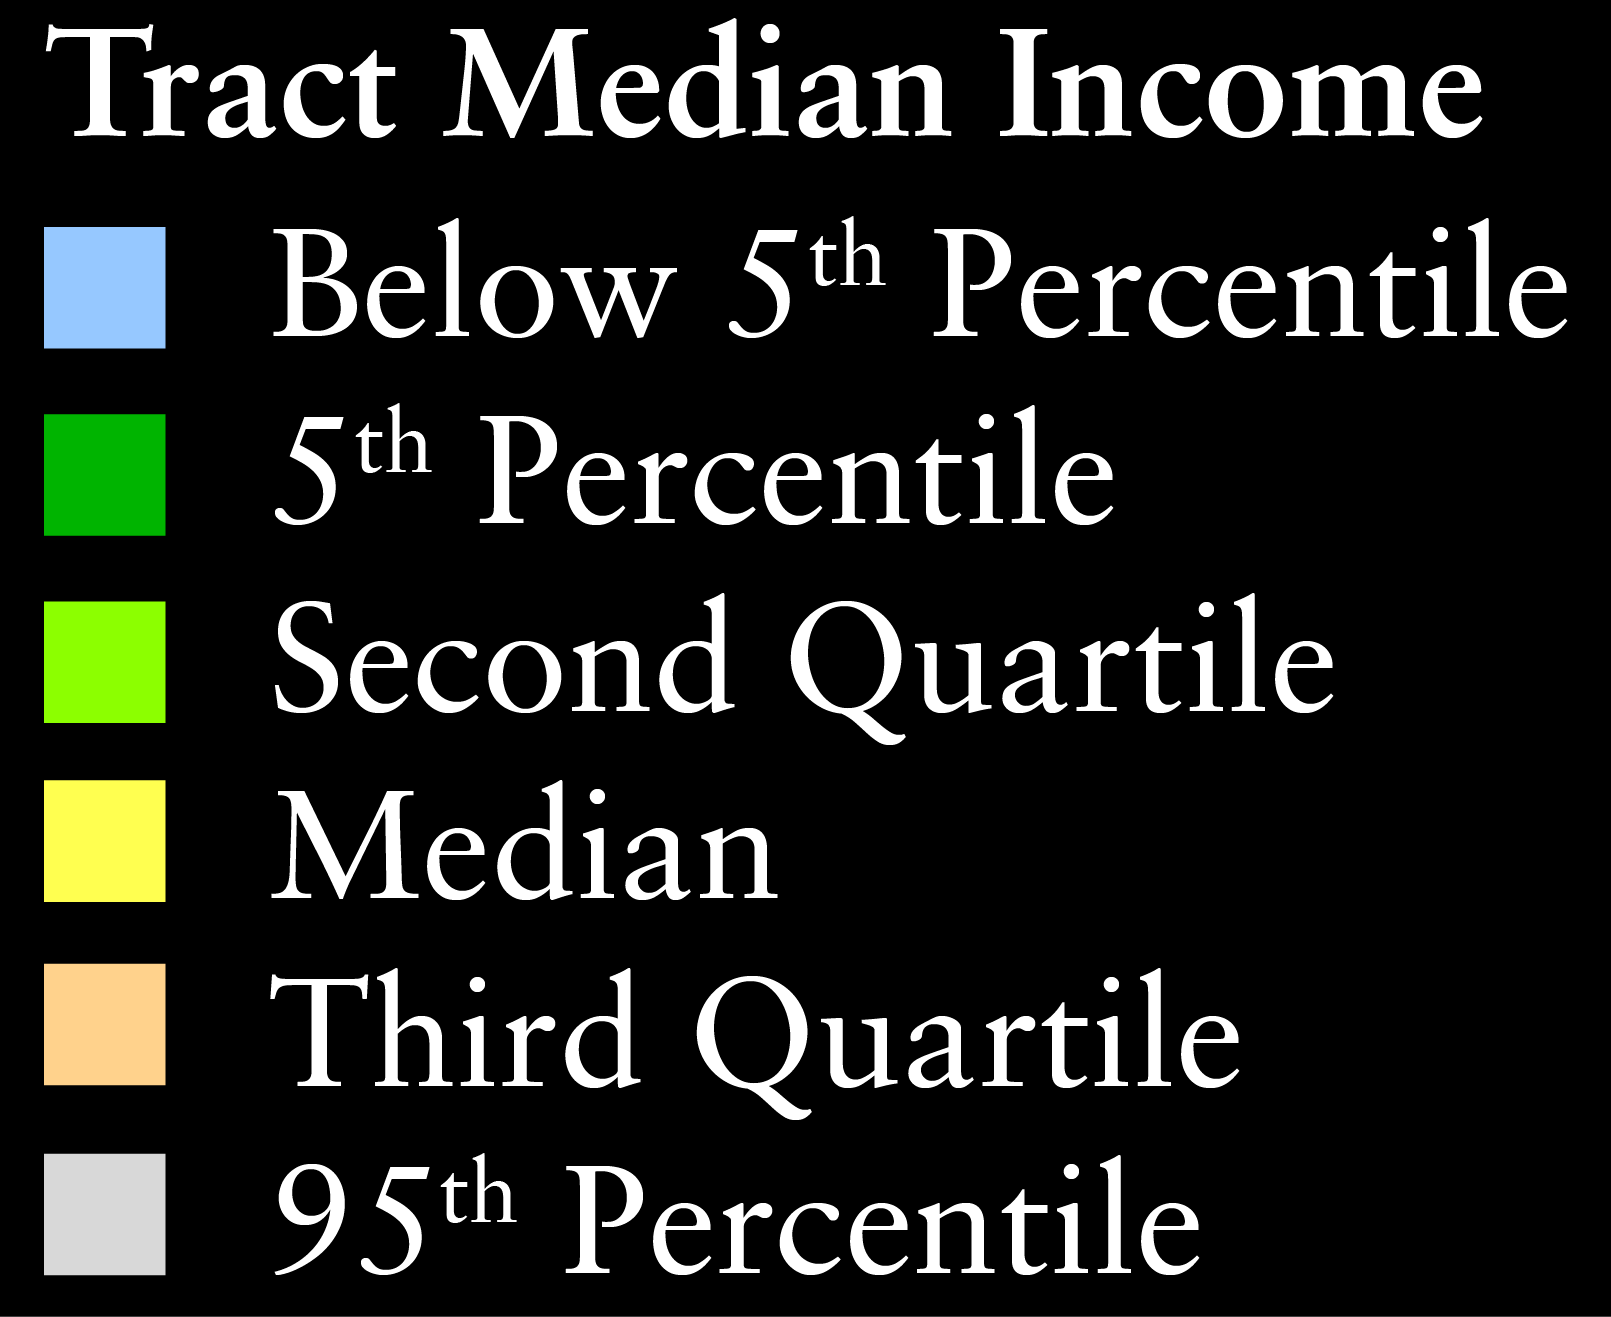 Tract Median Income
Below 5th Percentile
5th Percentile
Second Quartile
Median
Third Quartile
95th Percentile